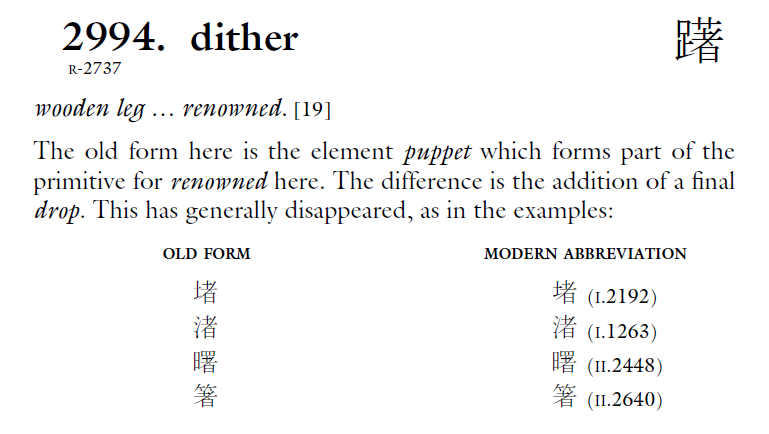 2994. dither 躇
R-2737
wooden leg … renowned. [19]
The old form here is the element puppet which forms part of the
primitive for renowned here. The difference is the addition of a final
drop. This has generally disappeared, as in the examples:
OLD FORM MODERN ABBREVIATION
堵 堵 (I.2192)
渚 渚 (I.1263)
曙 曙 (II.2448)
箸 箸 (II.2640)